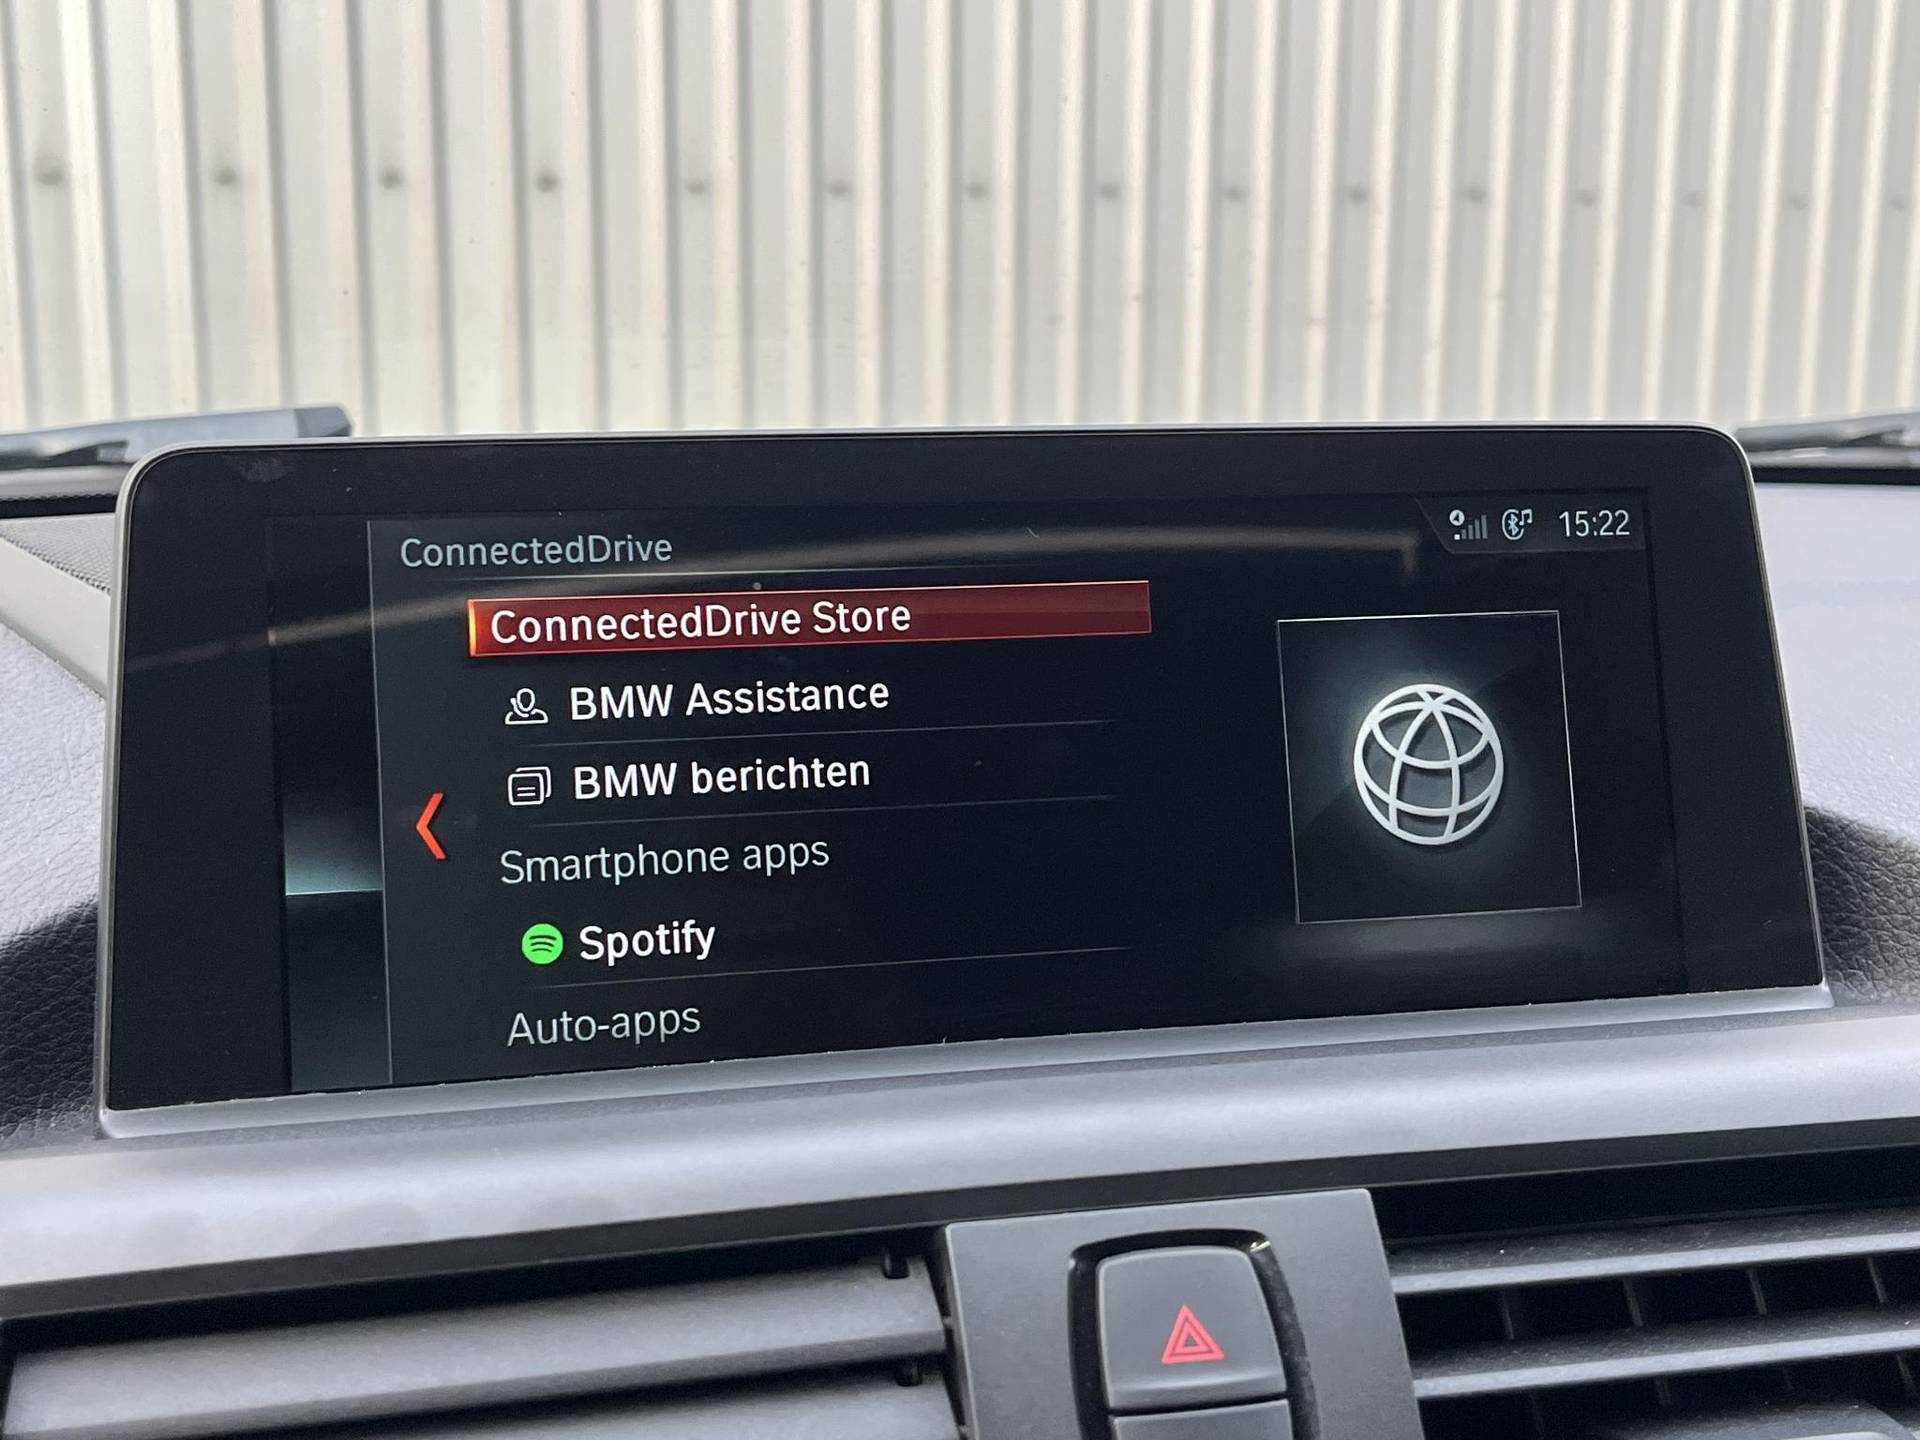 ConnectedDrive
15:22
ConnectedDrive Store
BMW Assistance
BMW berichten
Smartphone apps
Spotify
Auto-apps